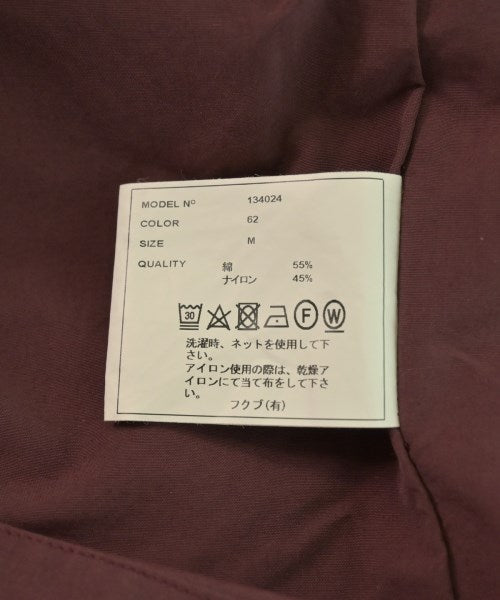 MODEL Nº 134024
COLOR 62
SIZE M
QUALITY 綿 55%
ナイロン 45%
30 F W
洗濯時、ネットを使用して下
さい。
アイロン使用の際は、乾燥ア
イロンにて当て布をして下さ
い。
フクブ(有)